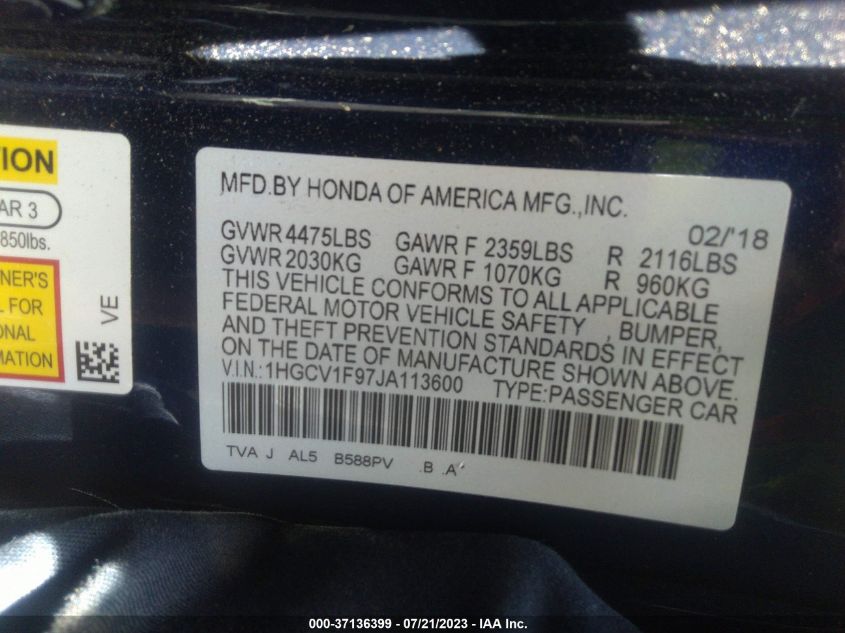 TION
AR 3
850lbs.
NER'S
L FOR
ONAL
MATION
VE
MFD.BY HONDA OF AMERICA MFG.,INC.
02/'18
GVWR 4475LBS GAWR F 2359LBS R 2116LBS
GVWR 2030KG GAWR F 1070KG R 960KG
THIS VEHICLE CONFORMS TO ALL APPLICABLE
FEDERAL MOTOR VEHICLE SAFETY , BUMPER,
AND THEFT PREVENTION STANDARDS IN EFFECT
ON THE DATE OF MANUFACTURE SHOWN ABOVE.
V.I.N.:1HGCV1F97JA113600 TYPE:PASSENGER CAR
TVA J AL5 B588PV .B .A'
000-37136399 - 07/21/2023 - IAA Inc.